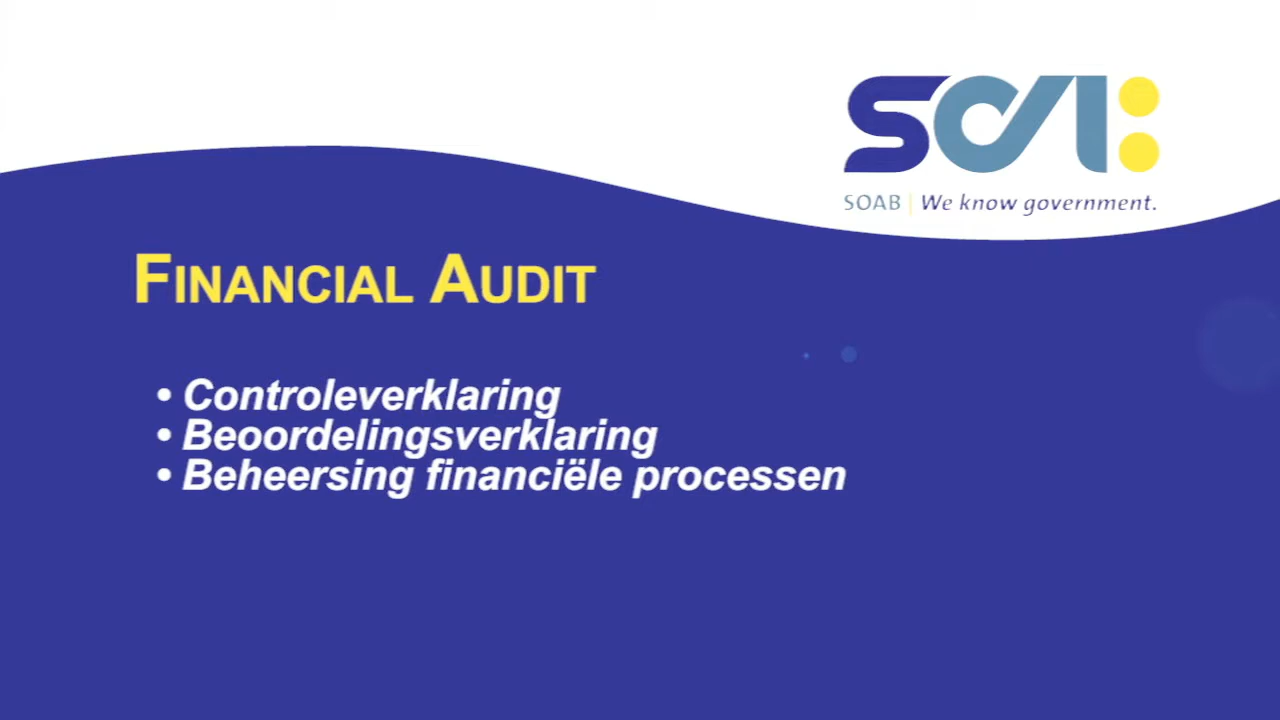 SOAB | We know government.
FINANCIAL AUDIT
• Controleverklaring
• Beoordelingsverklaring
• Beheersing financiële processen